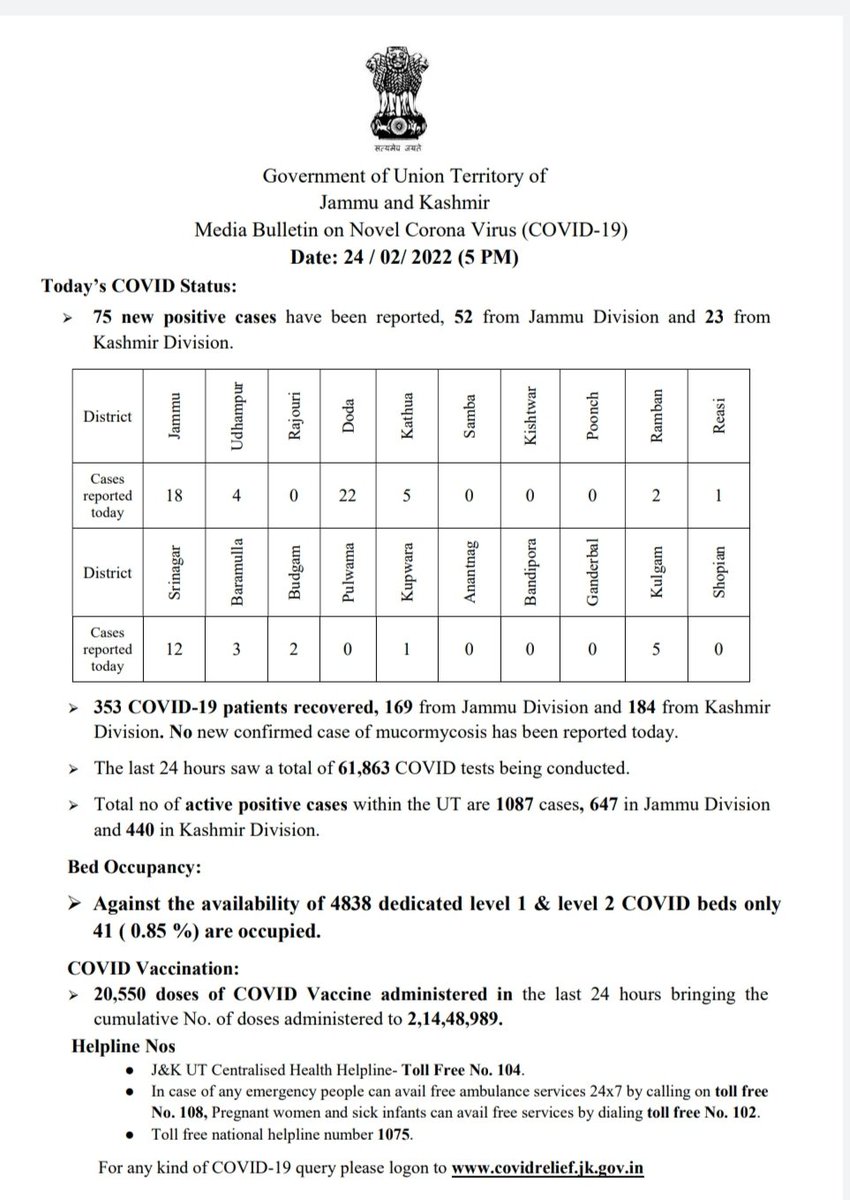 सत्यमेव जयते
Government of Union Territory of
Jammu and Kashmir
Media Bulletin on Novel Corona Virus (COVID-19)
Date: 24 / 02/ 2022 (5 PM)
Today’s COVID Status:
➢ 75 new positive cases have been reported, 52 from Jammu Division and 23 from
Kashmir Division.
District Jammu Udhampur Rajouri Doda Kathua Samba Kishtwar Poonch Ramban Reasi
Cases
reported
today
18 4 0 22 5 0 0 0 2 1
District Srinagar Baramulla Budgam Pulwama Kupwara Anantnag Bandipora Ganderbal Kulgam Shopian
Cases
reported
today
12 3 2 0 1 0 0 0 5 0
➢ 353 COVID-19 patients recovered, 169 from Jammu Division and 184 from Kashmir
Division. No new confirmed case of mucormycosis has been reported today.
➢ The last 24 hours saw a total of 61,863 COVID tests being conducted.
➢ Total no of active positive cases within the UT are 1087 cases, 647 in Jammu Division
and 440 in Kashmir Division.
Bed Occupancy:
➢ Against the availability of 4838 dedicated level 1 & level 2 COVID beds only
41 ( 0.85 %) are occupied.
COVID Vaccination:
➢ 20,550 doses of COVID Vaccine administered in the last 24 hours bringing the
cumulative No. of doses administered to 2,14,48,989.
Helpline Nos
● J&K UT Centralised Health Helpline- Toll Free No. 104.
● In case of any emergency people can avail free ambulance services 24x7 by calling on toll free
No. 108, Pregnant women and sick infants can avail free services by dialing toll free No. 102.
● Toll free national helpline number 1075.
For any kind of COVID-19 query please logon to www.covidrelief.jk.gov.in